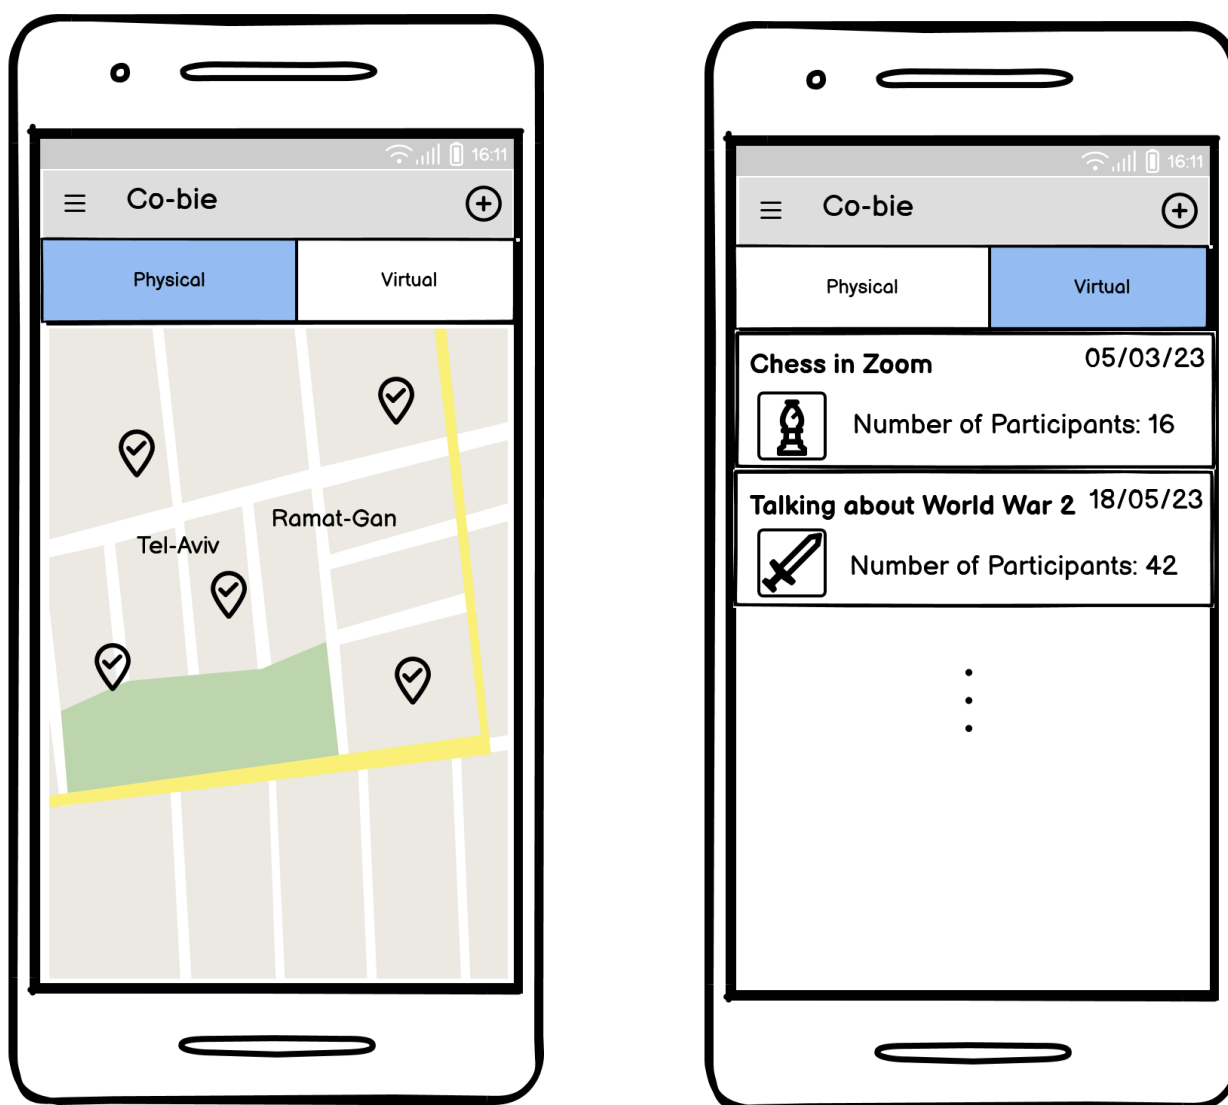 16:11
Co-bie
Physical
Virtual
Ramat-Gan
Tel-Aviv
16:11
Co-bie
Physical
Virtual
Chess in Zoom
05/03/23
Number of Participants: 16
Talking about World War 2
18/05/23
Number of Participants: 42